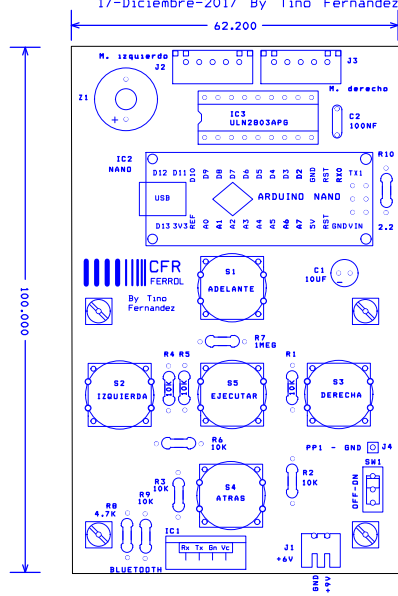 17-Diciembre-2017 By Tino Fernandez
62.200
M. izquierdo
J2
J3
M. derecho
Z1
+
IC3
ULN2803APG
C2
100NF
IC2
NANO
R10
D12 D11 D10 D9 D8 D7 D6 D5 D4 D3 D2 GND RST RX0 TX1
USB
ARDUINO NANO
D13 3V3 REF A0 A1 A2 A3 A4 A5 A6 A7 5V RST GND VIN
2.2
CFR
FERROL
By Tino
Fernandez
S1
ADELANTE
C1
10UF
-
100.000
R7
1MEG
R4 R5
R1
S2
IZQUIERDA
10K
10K
S5
EJECUTAR
10K
S3
DERECHA
R6
10K
PP1 - GND
J4
SW1
OFF-ON
R3
10K
R2
10K
S4
ATRAS
R8
4.7K
R9
10K
IC1
Rx Tx Gn Vc
BLUETOOTH
J1
+6V
GND
+9V